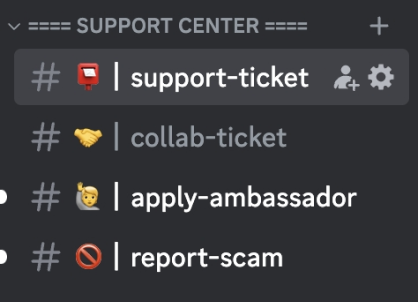 ==== SUPPORT CENTER ====
# 📮 | support-ticket
# 🤝 | collab-ticket
# 🙋 | apply-ambassador
# 🚫 | report-scam